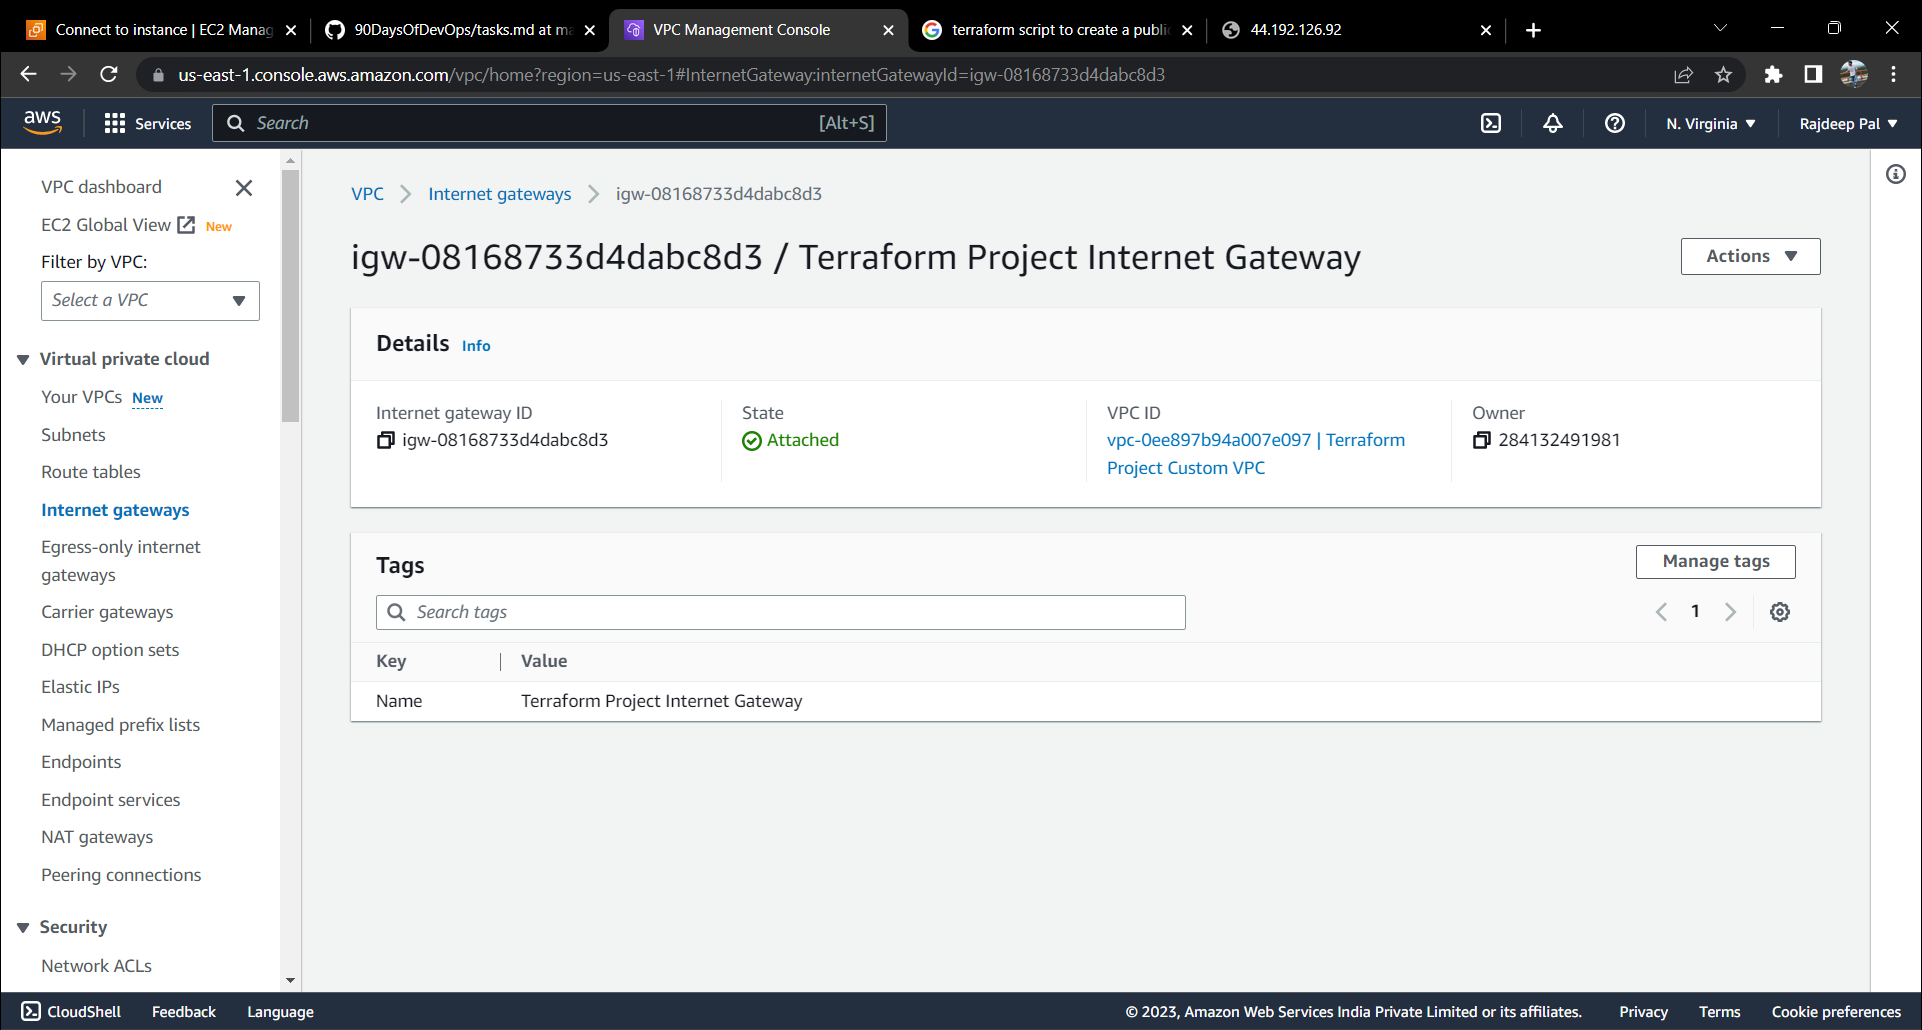 Connect to instance | EC2 Manag
90DaysOfDevOps/tasks.md at ma
VPC Management Console
terraform script to create a public
44.192.126.92
us-east-1.console.aws.amazon.com/vpc/home?region=us-east-1#InternetGateway:internetGatewayId=igw-08168733d4dabc8d3
aws
Services
Search
[Alt+S]
N. Virginia
Rajdeep Pal
VPC dashboard
EC2 Global View New
Filter by VPC:
Select a VPC
Virtual private cloud
Your VPCs New
Subnets
Route tables
Internet gateways
Egress-only internet
gateways
Carrier gateways
DHCP option sets
Elastic IPs
Managed prefix lists
Endpoints
Endpoint services
NAT gateways
Peering connections
Security
Network ACLs
VPC Internet gateways igw-08168733d4dabc8d3
igw-08168733d4dabc8d3 / Terraform Project Internet Gateway
Actions
Details Info
Internet gateway ID
igw-08168733d4dabc8d3
State
Attached
VPC ID
vpc-0ee897b94a007e097 | Terraform
Project Custom VPC
Owner
284132491981
Tags
Manage tags
Search tags
1
Key Value
Name Terraform Project Internet Gateway
CloudShell Feedback Language
© 2023, Amazon Web Services India Private Limited or its affiliates. Privacy Terms Cookie preferences